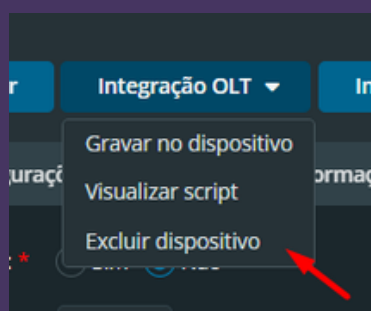 Integração OLT
Gravar no dispositivo
Visualizar script
Excluir dispositivo